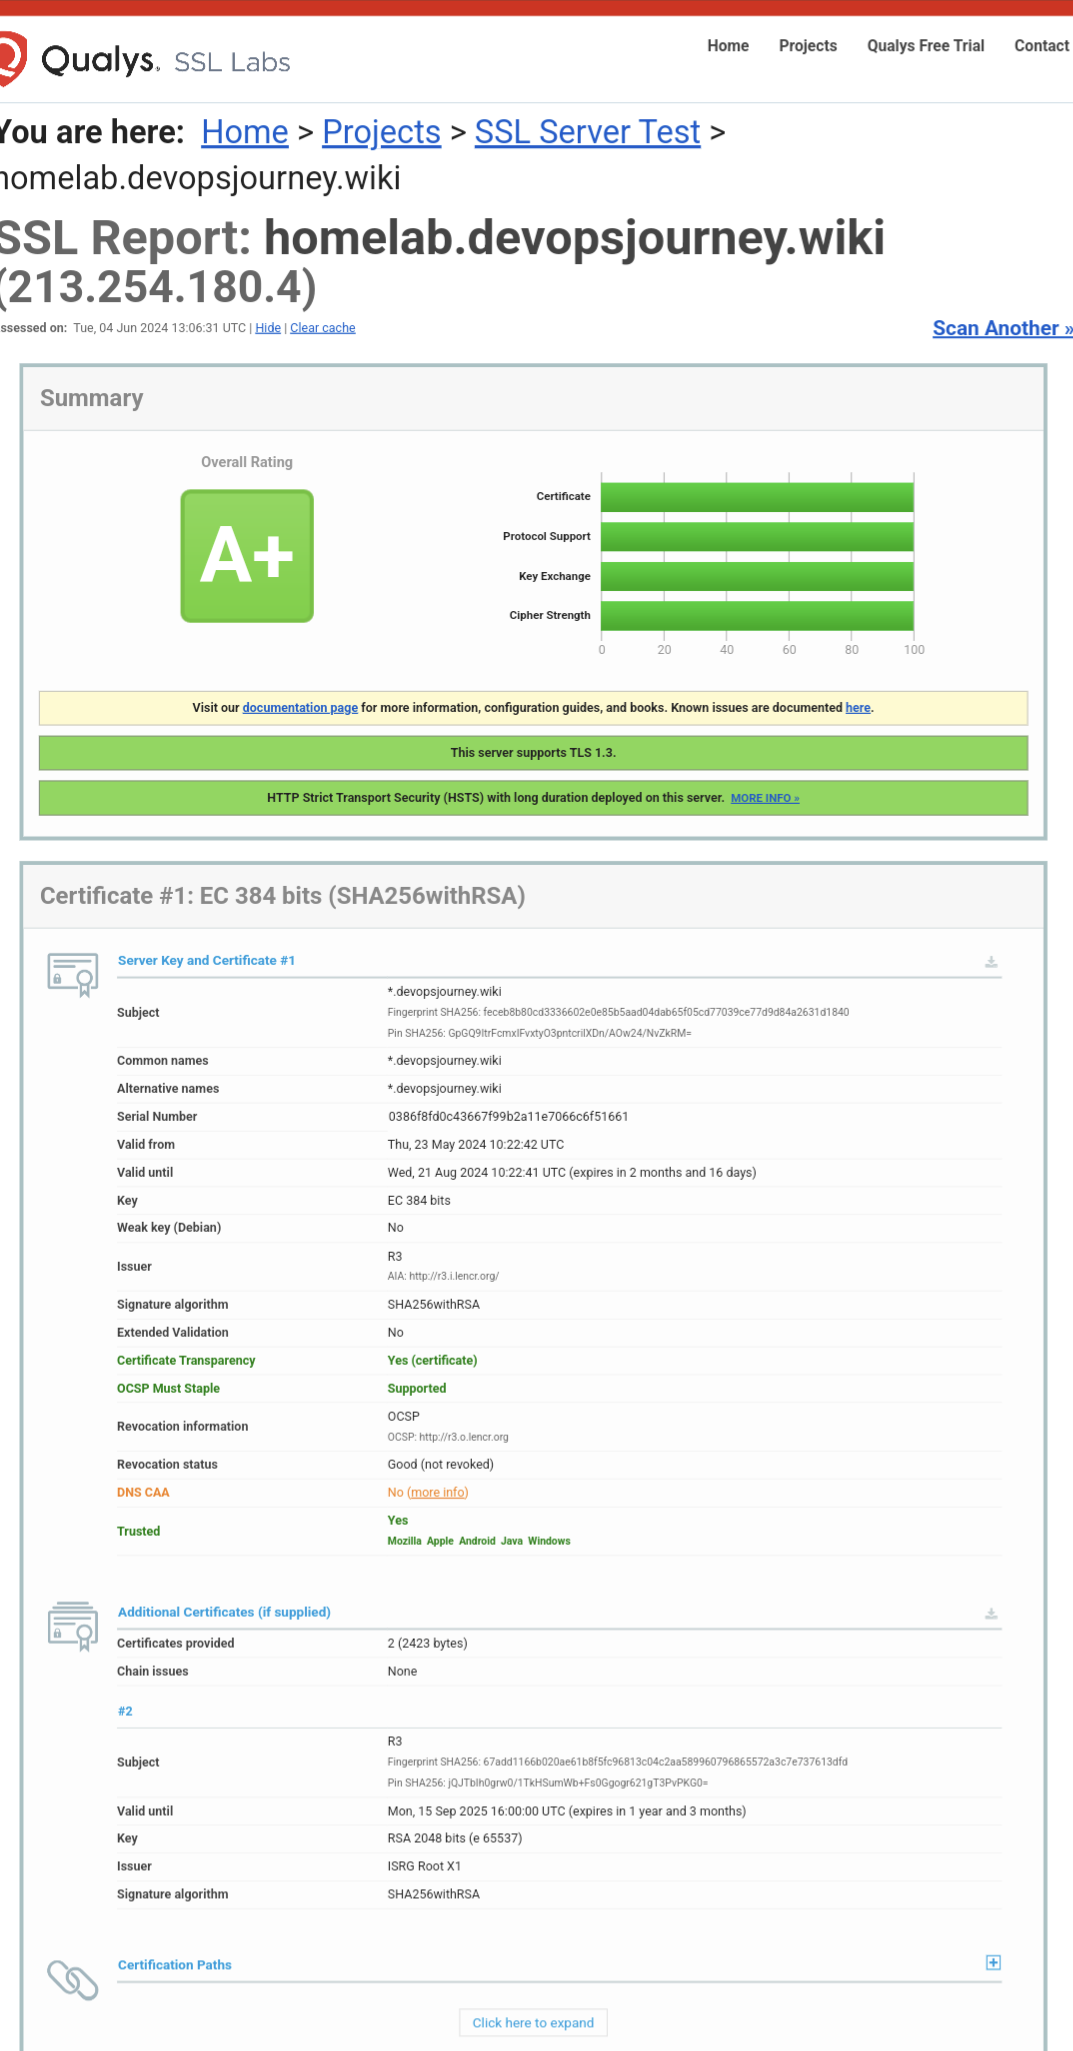 Qualys. SSL Labs
Home Projects Qualys Free Trial Contact
You are here: Home > Projects > SSL Server Test >
homelab.devopsjourney.wiki
SSL Report: homelab.devopsjourney.wiki
(213.254.180.4)
ssessed on: Tue, 04 Jun 2024 13:06:31 UTC | Hide | Clear cache
Scan Another »
Summary
Overall Rating
A+
Certificate
Protocol Support
Key Exchange
Cipher Strength
0 20 40 60 80 100
Visit our documentation page for more information, configuration guides, and books. Known issues are documented here.
This server supports TLS 1.3.
HTTP Strict Transport Security (HSTS) with long duration deployed on this server. MORE INFO »
Certificate #1: EC 384 bits (SHA256withRSA)
Server Key and Certificate #1
Subject
*.devopsjourney.wiki
Fingerprint SHA256: feceb8b80cd3336602e0e85b5aad04dab65f05cd77039ce77d9d84a2631d1840
Pin SHA256:
Common names *.devopsjourney.wiki
Alternative names *.devopsjourney.wiki
Serial Number 0386f8fd0c43667f99b2a11e7066c6f51661
Valid from Thu, 23 May 2024 10:22:42 UTC
Valid until Wed, 21 Aug 2024 10:22:41 UTC (expires in 2 months and 16 days)
Key EC 384 bits
Weak key (Debian) No
Issuer
R3
AIA: http://r3.i.lencr.org/
Signature algorithm SHA256withRSA
Extended Validation No
Certificate Transparency Yes (certificate)
OCSP Must Staple Supported
Revocation information
OCSP
OCSP: http://r3.o.lencr.org
Revocation status Good (not revoked)
DNS CAA No (more info)
Trusted
Yes
Mozilla Apple Android Java Windows
Additional Certificates (if supplied)
Certificates provided 2 (2423 bytes)
Chain issues None
#2
Subject
R3
Fingerprint SHA256: 67add1166b020ae61b8f5fc96813c04c2aa589960796865572a3c7e737613dfd
Pin SHA256:
Valid until Mon, 15 Sep 2025 16:00:00 UTC (expires in 1 year and 3 months)
Key RSA 2048 bits (e 65537)
Issuer ISRG Root X1
Signature algorithm SHA256withRSA
Certification Paths
Click here to expand